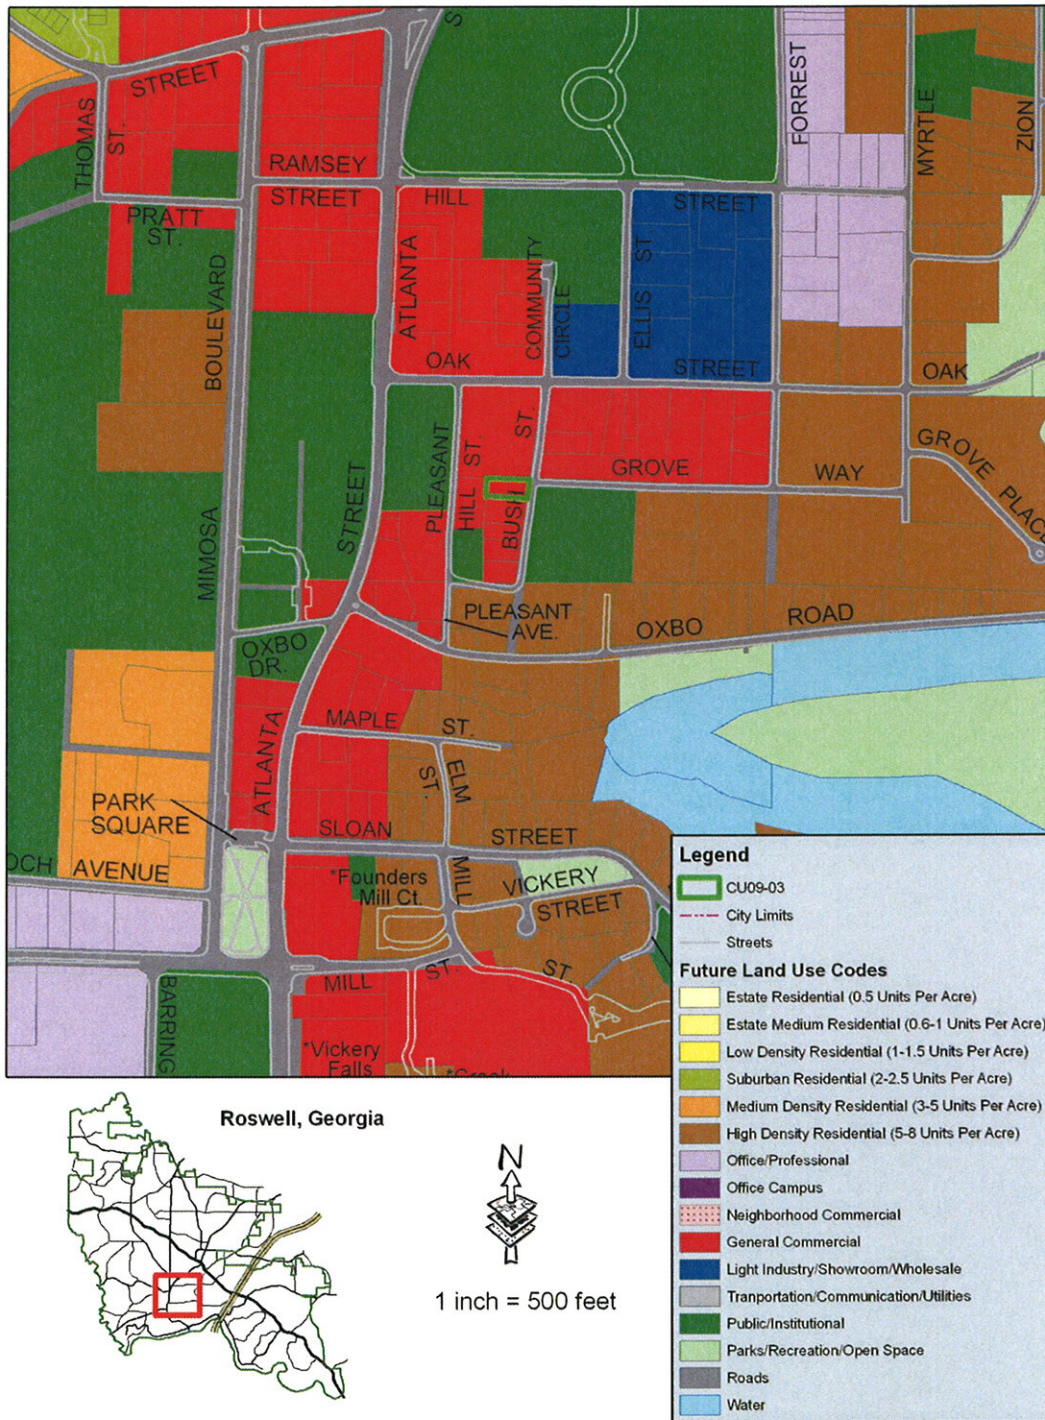 S
STREET
THOMAS
ST.
FORREST
MYRTLE
ZION
RAMSEY
STREET
HILL
STREET
PRATT
ST.
BOULEVARD
ATLANTA
COMMUNITY
CIRCLE
ELLIS ST
OAK
STREET
OAK
PLEASANT
HILL ST.
BUSH ST.
GROVE
WAY
GROVE PLACE
STREET
MIMOSA
PLEASANT
AVE.
OXBO
ROAD
OXBO
DR.
ATLANTA
MAPLE
ST.
ELM
ST.
PARK
SQUARE
SLOAN
STREET
OCH AVENUE
*Founders
Mill Ct.
MILL
VICKERY
STREET
MILL
ST.
ST.
BARRING
*Vickery
Falls
Legend
CU09-03
City Limits
Streets
Future Land Use Codes
Estate Residential (0.5 Units Per Acre)
Estate Medium Residential (0.6-1 Units Per Acre)
Low Density Residential (1-1.5 Units Per Acre)
Suburban Residential (2-2.5 Units Per Acre)
Medium Density Residential (3-5 Units Per Acre)
High Density Residential (5-8 Units Per Acre)
Office/Professional
Office Campus
Neighborhood Commercial
General Commercial
Light Industry/Showroom/Wholesale
Tranportation/Communication/Utilities
Public/Institutional
Parks/Recreation/Open Space
Roads
Water
Roswell, Georgia
N
1 inch = 500 feet